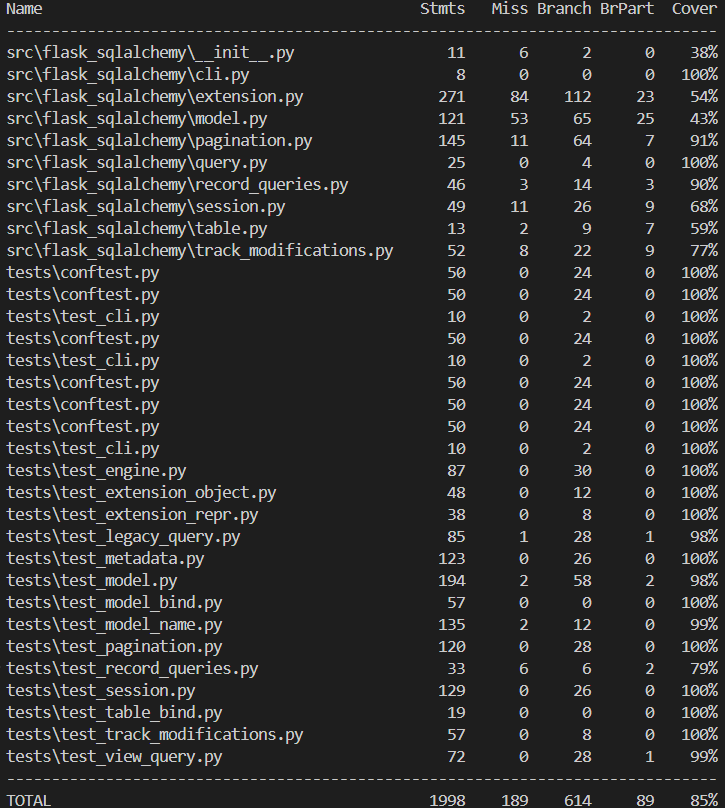 Name Stmts Miss Branch BrPart Cover
-----------------------------------------------------------------------
src\flask_sqlalchemy\__init__.py 11 6 2 0 38%
src\flask_sqlalchemy\cli.py 8 0 0 0 100%
src\flask_sqlalchemy\extension.py 271 84 112 23 54%
src\flask_sqlalchemy\model.py 121 53 65 25 43%
src\flask_sqlalchemy\pagination.py 145 11 64 7 91%
src\flask_sqlalchemy\query.py 25 0 4 0 100%
src\flask_sqlalchemy\record_queries.py 46 3 14 3 90%
src\flask_sqlalchemy\session.py 49 11 26 9 68%
src\flask_sqlalchemy\table.py 13 2 9 7 59%
src\flask_sqlalchemy\track_modifications.py 52 8 22 9 77%
tests\conftest.py 50 0 24 0 100%
tests\conftest.py 50 0 24 0 100%
tests\test_cli.py 10 0 2 0 100%
tests\conftest.py 50 0 24 0 100%
tests\test_cli.py 10 0 2 0 100%
tests\conftest.py 50 0 24 0 100%
tests\conftest.py 50 0 24 0 100%
tests\conftest.py 50 0 24 0 100%
tests\test_cli.py 10 0 2 0 100%
tests\test_engine.py 87 0 30 0 100%
tests\test_extension_object.py 48 0 12 0 100%
tests\test_extension_repr.py 38 0 8 0 100%
tests\test_legacy_query.py 85 1 28 1 98%
tests\test_metadata.py 123 0 26 0 100%
tests\test_model.py 194 2 58 2 98%
tests\test_model_bind.py 57 0 0 0 100%
tests\test_model_name.py 135 2 12 0 99%
tests\test_pagination.py 120 0 28 0 100%
tests\test_record_queries.py 33 6 6 2 79%
tests\test_session.py 129 0 26 0 100%
tests\test_table_bind.py 19 0 0 0 100%
tests\test_track_modifications.py 57 0 8 0 100%
tests\test_view_query.py 72 0 28 1 99%
-----------------------------------------------------------------------
TOTAL 1998 189 614 89 85%